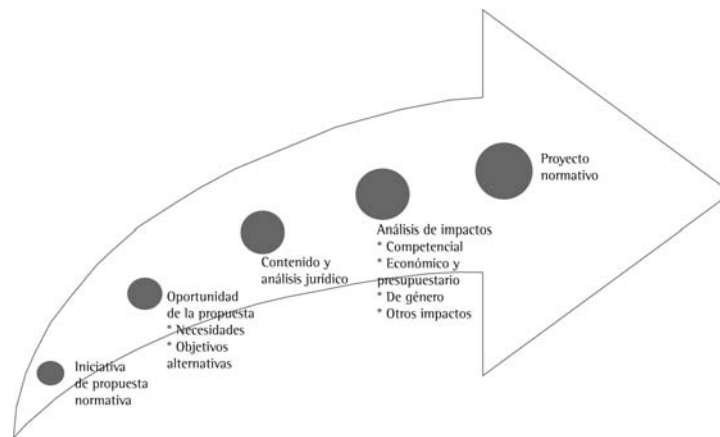 Iniciativa
de propuesta
normativa
Oportunidad
de la propuesta
* Necesidades
* Objetivos
alternativas
Contenido y
análisis jurídico
Análisis de impactos
* Competencial
* Económico y
presupuestario
* De género
* Otros impactos
Proyecto
normativo